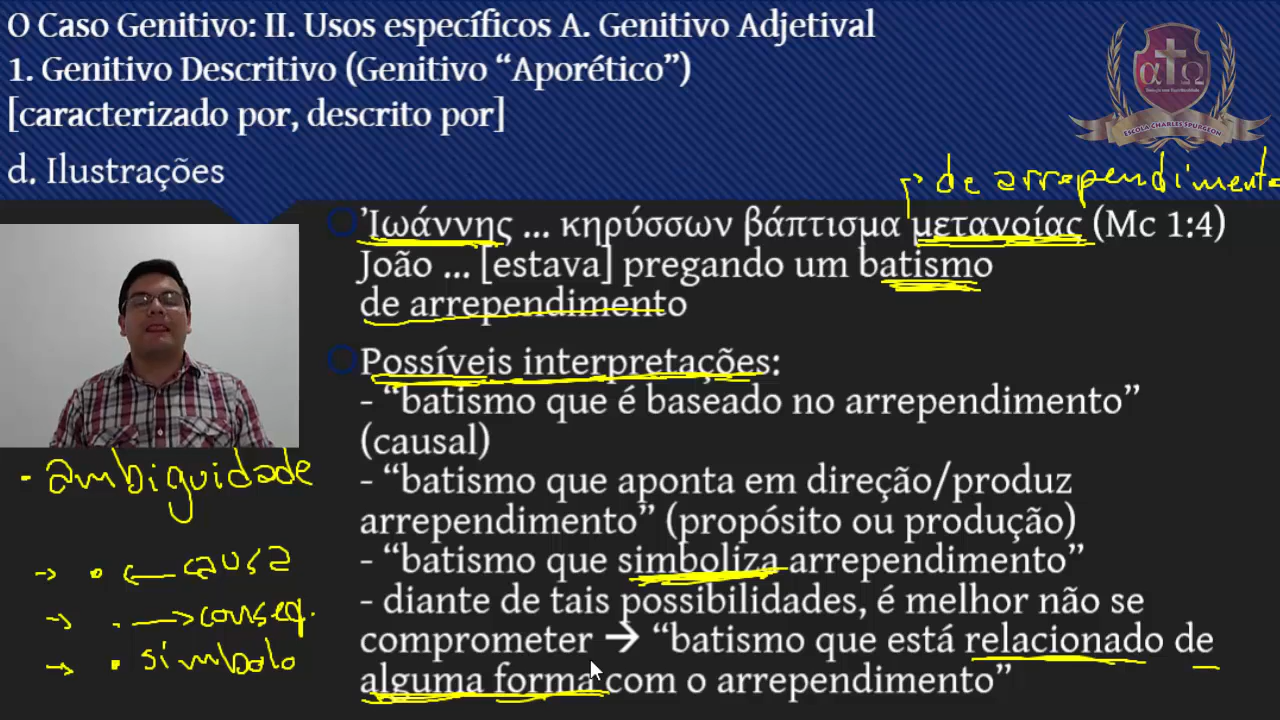 O Caso Genitivo: II. Usos específicos A. Genitivo Adjetival
1. Genitivo Descritivo (Genitivo “Aporético”)
[caracterizado por, descrito por]
d. Ilustrações
α Ω
ESCOLA CHARLES SPURGEON
de arrependimento
Ἰωάννης ... κηρύσσων βάπτισμα μετανοίας (Mc 1:4)
João ... [estava] pregando um batismo
de arrependimento
Possíveis interpretações:
- “batismo que é baseado no arrependimento”
(causal)
- “batismo que aponta em direção/produz
arrependimento” (propósito ou produção)
- “batismo que simboliza arrependimento”
- diante de tais possibilidades, é melhor não se
comprometer → “batismo que está relacionado de
alguma forma com o arrependimento”
- ambiguidade
→ • ← causa
→ • → conseq.
→ • símbolo